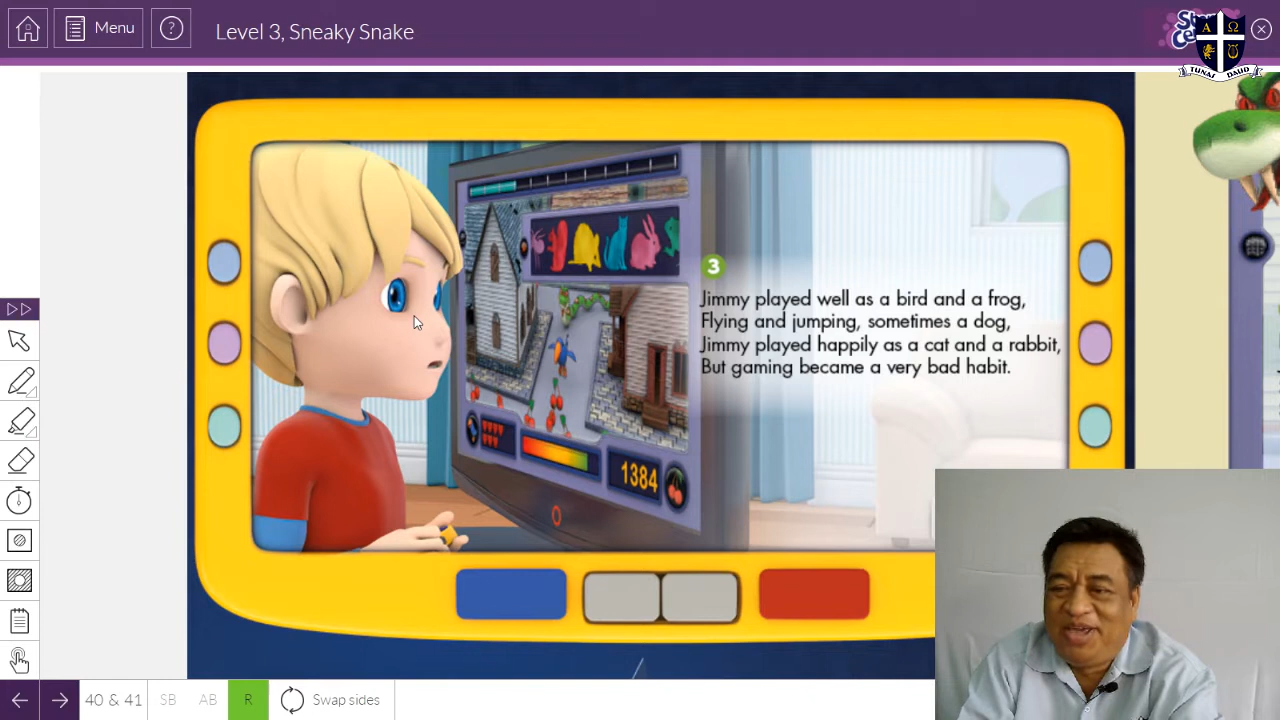 Menu
?
Level 3, Sneaky Snake
A Ω
TUNAS DAUD
3
Jimmy played well as a bird and a frog,
Flying and jumping, sometimes a dog,
Jimmy played happily as a cat and a rabbit,
But gaming became a very bad habit.
1384
40 & 41
SB
AB
R
Swap sides